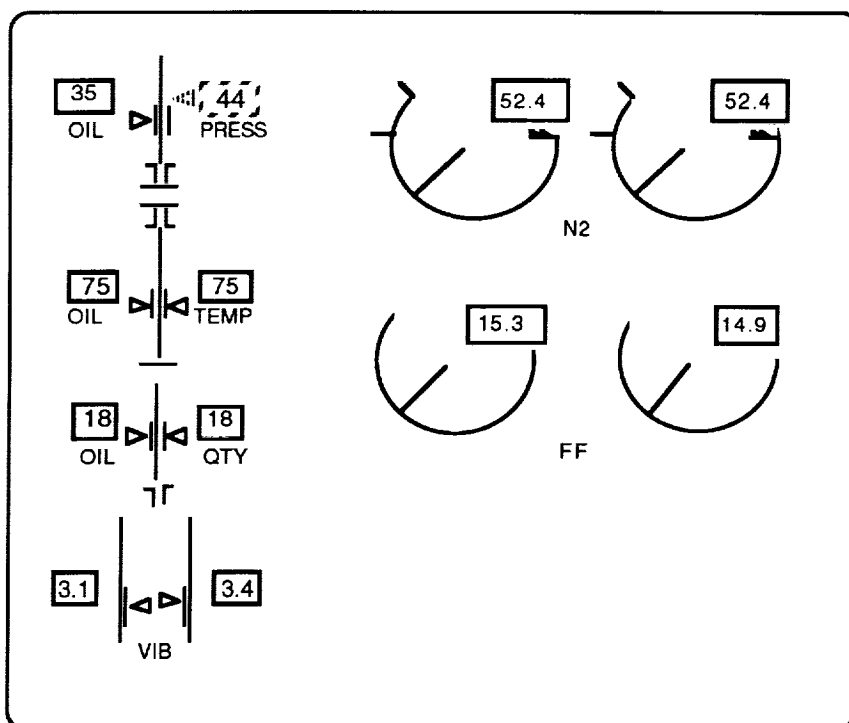 35 44
OIL PRESS
52.4 52.4
N2
75 75
OIL TEMP
15.3 14.9
FF
18 18
OIL QTY
3.1 3.4
VIB